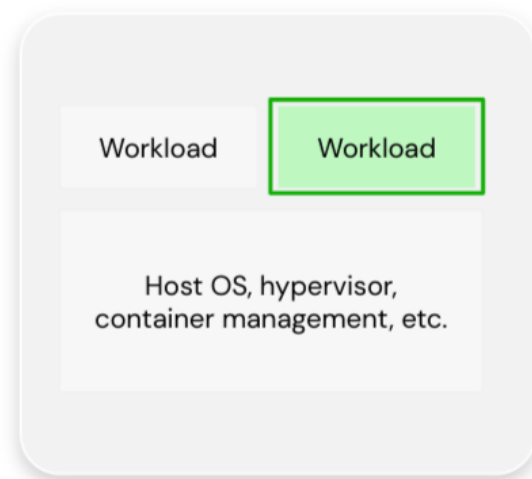 Workload
Workload
Host OS, hypervisor,
container management, etc.